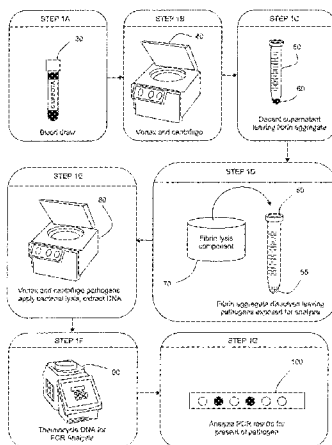 STEP 1A
30
Blood draw
STEP 1B
40
Vortex and centrifuge
STEP 1C
50
60
Decant supernatant
leaving fibrin aggregate
STEP 1D
Fibrin lysis
component
70
50
55
Fibrin aggregate dissolves leaving
pathogens exposed for analysis
STEP 1E
80
Vortex and centrifuge pathogens
apply bacterial lysis, extract DNA
STEP 1F
90
Thermocycle DNA for
PCR analysis
STEP 1G
100
Analyze PCR results for
present of pathogen